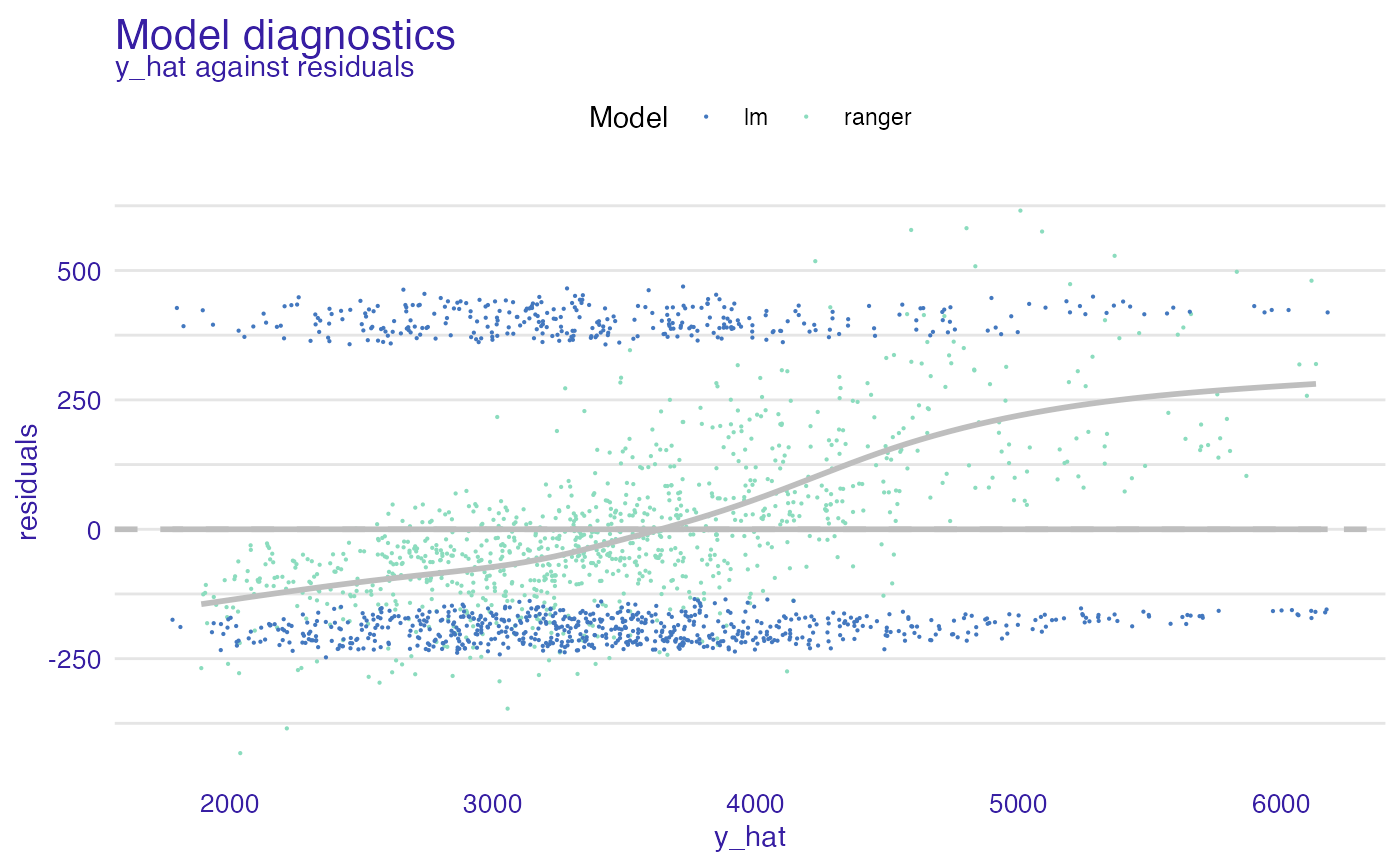 Model diagnostics
y_hat against residuals
Model lm ranger
500
250
0
-250
residuals
2000 3000 4000 5000 6000
y_hat